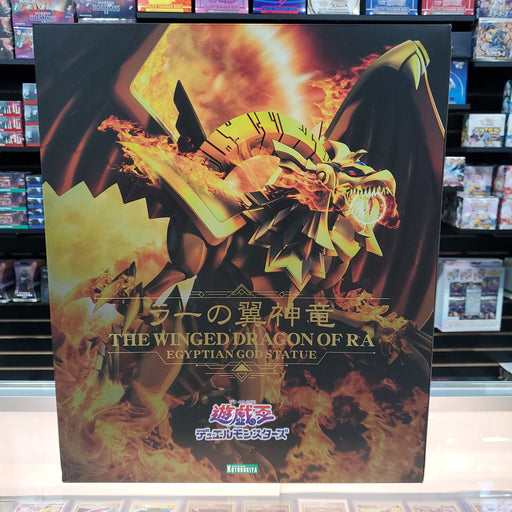 ラーの翼神竜
THE WINGED DRAGON OF RA
EGYPTIAN GOD STATUE
遊戯王
デュエルモンスターズ
KOTOBUKIYA